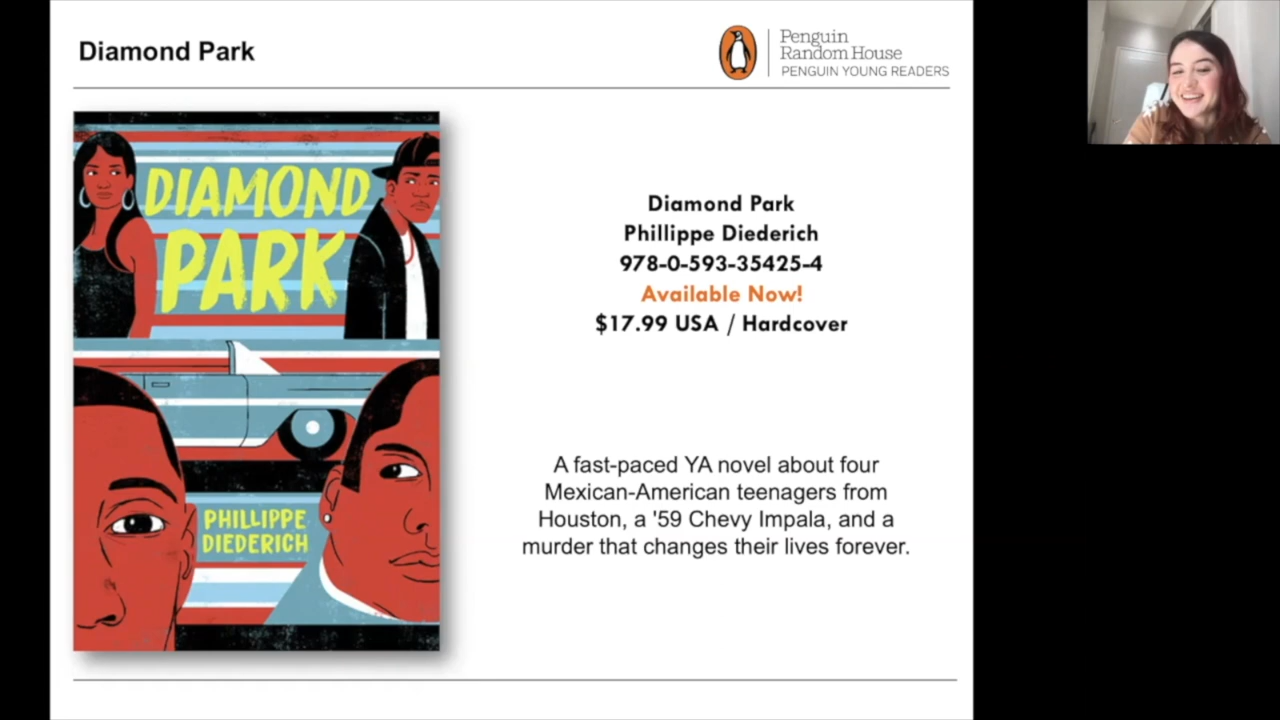 Diamond Park
Penguin
Random House
PENGUIN YOUNG READERS
DIAMOND
PARK
PHILLIPPE
DIEDERICH
Diamond Park
Phillippe Diederich
978-0-593-35425-4
Available Now!
$17.99 USA / Hardcover
A fast-paced YA novel about four
Mexican-American teenagers from
Houston, a '59 Chevy Impala, and a
murder that changes their lives forever.